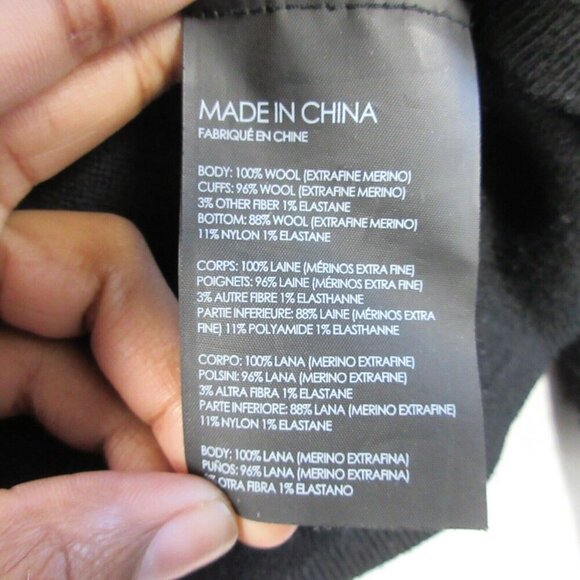 MADE IN CHINA
FABRIQUÉ EN CHINE
BODY: 100% WOOL (EXTRAFINE MERINO)
CUFFS: 96% WOOL (EXTRAFINE MERINO)
3% OTHER FIBER 1% ELASTANE
BOTTOM: 88% WOOL (EXTRAFINE MERINO)
11% NYLON 1% ELASTANE
CORPS: 100% LAINE (MÉRINOS EXTRA FINE)
POIGNETS: 96% LAINE (MÉRINOS EXTRA FINE)
3% AUTRE FIBRE 1% ELASTHANNE
PARTIE INFERIEURE: 88% LAINE (MÉRINOS EXTRA
FINE) 11% POLYAMIDE 1% ELASTHANNE
CORPO: 100% LANA (MERINO EXTRAFINE)
POLSINI: 96% LANA (MERINO EXTRAFINE)
3% ALTRA FIBRA 1% ELASTANE
PARTE INFERIORE: 88% LANA (MERINO EXTRAFINE)
11% NYLON 1% ELASTANE
BODY: 100% LANA (MERINO EXTRAFINA)
PUÑOS: 96% LANA (MERINO EXTRAFINA)
OTRA FIBRA 1% ELASTANO